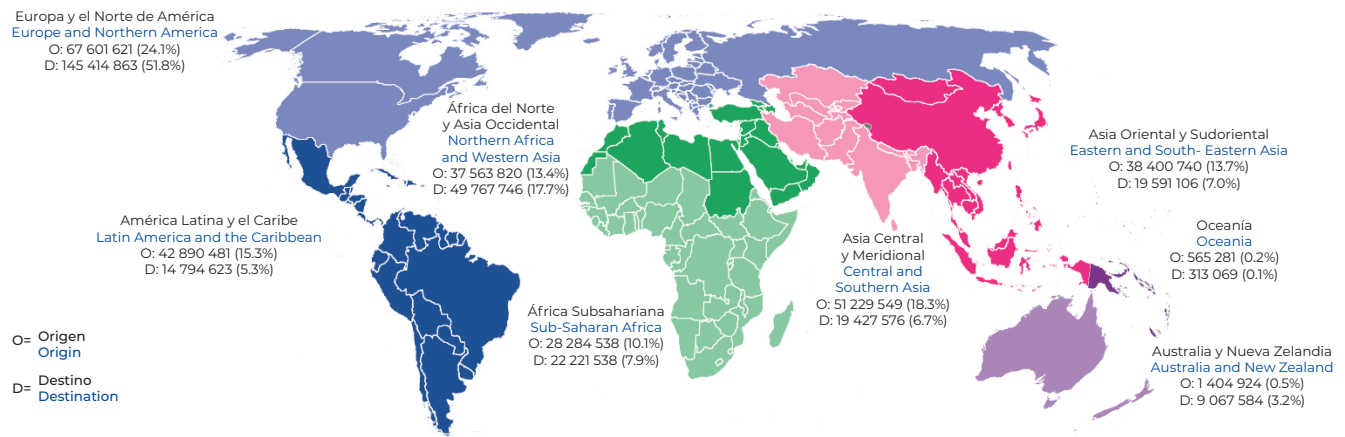 Europa y el Norte de América
Europe and Northern America
O: 67 601 621 (24.1%)
D: 145 414 863 (51.8%)
África del Norte
y Asia Occidental
Northern Africa
and Western Asia
O: 37 563 820 (13.4%)
D: 49 767 746 (17.7%)
Asia Oriental y Sudoriental
Eastern and South- Eastern Asia
O: 38 400 740 (13.7%)
D: 19 591 106 (7.0%)
América Latina y el Caribe
Latin America and the Caribbean
O: 42 890 481 (15.3%)
D: 14 794 623 (5.3%)
Asia Central
y Meridional
Central and
Southern Asia
O: 51 229 549 (18.3%)
D: 19 427 576 (6.7%)
Oceanía
Oceania
O: 565 281 (0.2%)
D: 313 069 (0.1%)
África Subsahariana
Sub-Saharan Africa
O: 28 284 538 (10.1%)
D: 22 221 538 (7.9%)
Australia y Nueva Zelandia
Australia and New Zealand
O: 1 404 924 (0.5%)
D: 9 067 584 (3.2%)
O= Origen
Origin
D= Destino
Destination